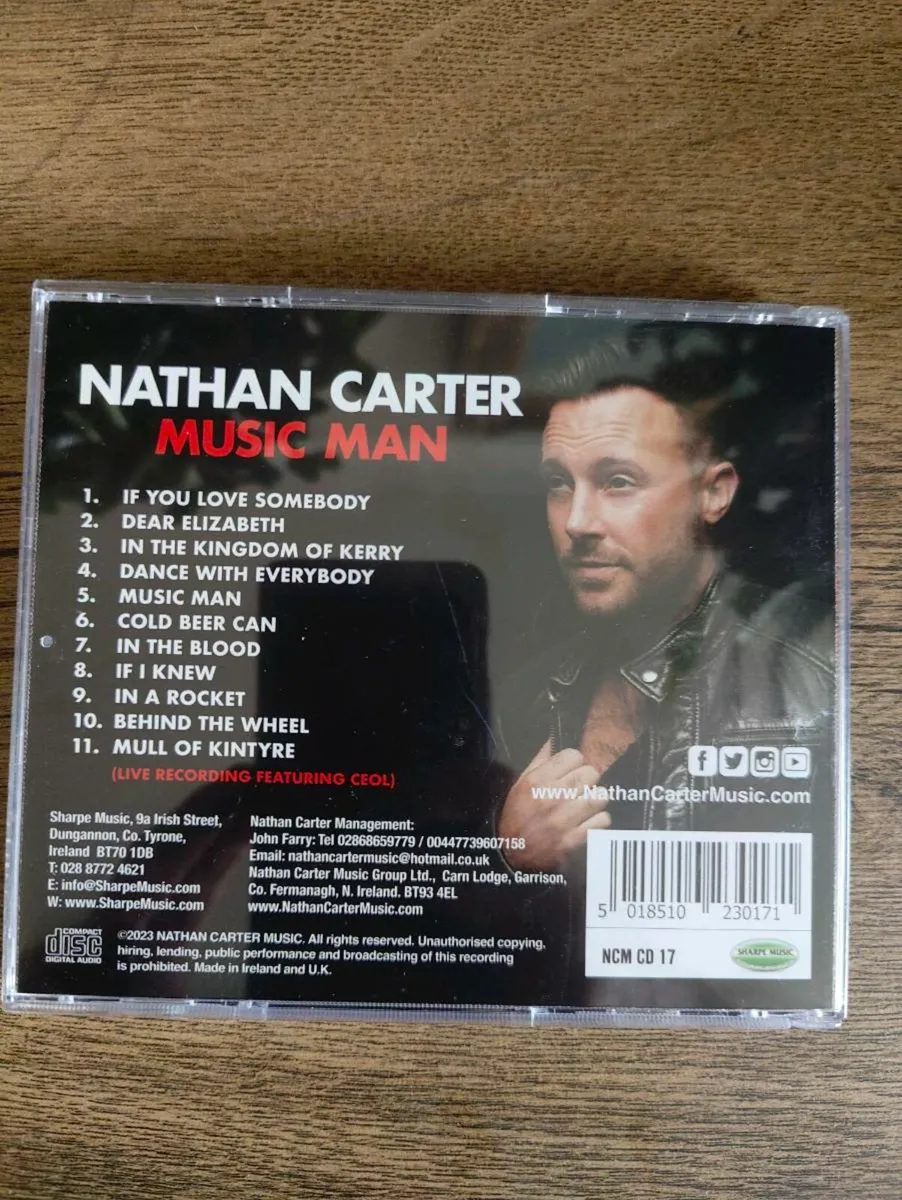 NATHAN CARTER
MUSIC MAN
1. IF YOU LOVE SOMEBODY
2. DEAR ELIZABETH
3. IN THE KINGDOM OF KERRY
4. DANCE WITH EVERYBODY
5. MUSIC MAN
6. COLD BEER CAN
7. IN THE BLOOD
8. IF I KNEW
9. IN A ROCKET
10. BEHIND THE WHEEL
11. MULL OF KINTYRE
(LIVE RECORDING FEATURING CEOL)
www.NathanCarterMusic.com
Sharpe Music, 9a Irish Street,
Dungannon, Co. Tyrone,
Ireland BT70 1DB
T: 028 8772 4621
E: info@SharpeMusic.com
W: www.SharpeMusic.com
Nathan Carter Management:
John Farry: Tel 02868659779 / 00447739607158
Email: nathancartermusic@hotmail.co.uk
Nathan Carter Music Group Ltd., Carn Lodge, Garrison,
Co. Fermanagh, N. Ireland. BT93 4EL
www.NathanCarterMusic.com
COMPACT
disc
DIGITAL AUDIO
©2023 NATHAN CARTER MUSIC. All rights reserved. Unauthorised copying,
hiring, lending, public performance and broadcasting of this recording
is prohibited. Made in Ireland and U.K.
5 018510 230171
NCM CD 17
SHARPE MUSIC